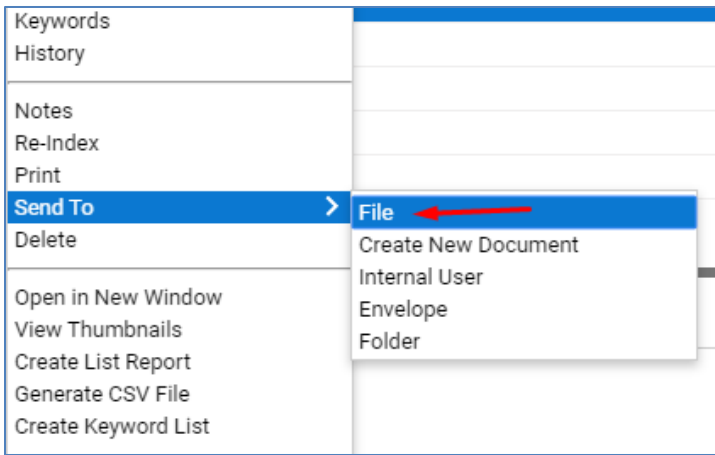 Keywords
History
Notes
Re-Index
Print
Send To
Delete
Open in New Window
View Thumbnails
Create List Report
Generate CSV File
Create Keyword List
File
Create New Document
Internal User
Envelope
Folder